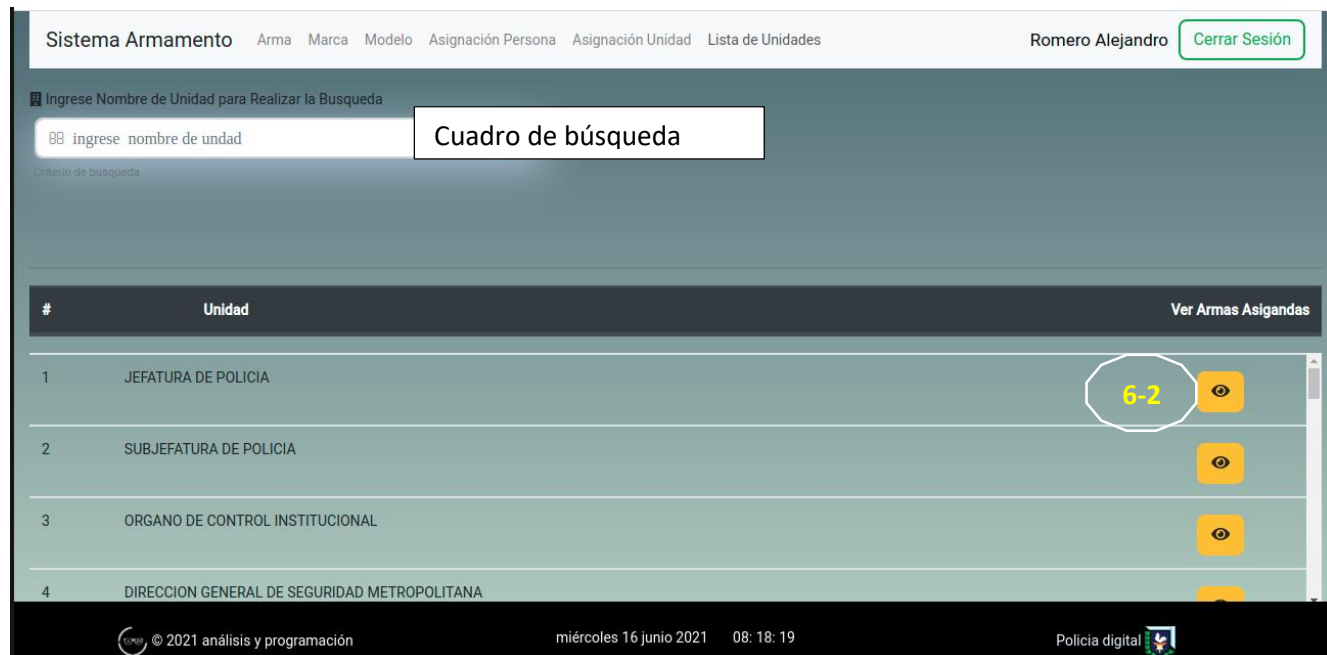 Sistema Armamento Arma Marca Modelo Asignación Persona Asignación Unidad Lista de Unidades Romero Alejandro Cerrar Sesión
Ingrese Nombre de Unidad para Realizar la Busqueda
ingrese nombre de undad
Cuadro de búsqueda
Criterio de busqueda
# Unidad Ver Armas Asigandas
1 JEFATURA DE POLICIA
6-2
2 SUBJEFATURA DE POLICIA
3 ORGANO DE CONTROL INSTITUCIONAL
4 DIRECCION GENERAL DE SEGURIDAD METROPOLITANA
© 2021 análisis y programación miércoles 16 junio 2021 08: 18: 19 Policia digital